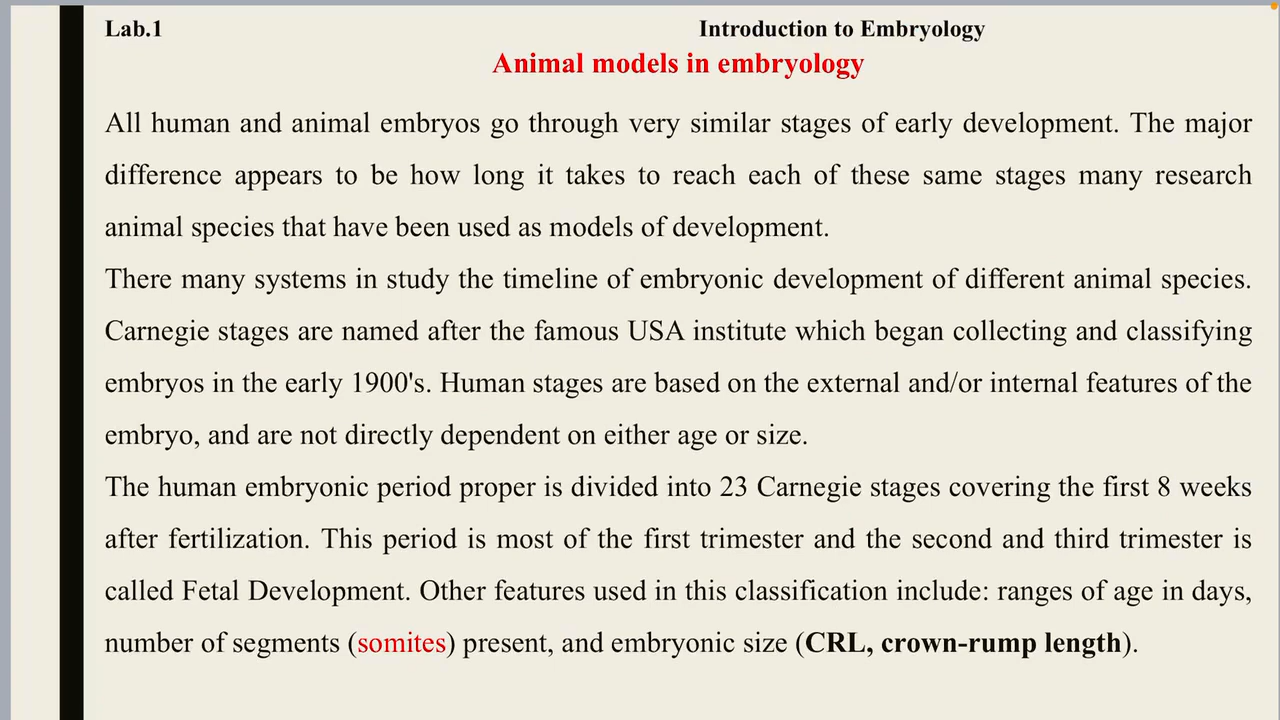 Lab.1 Introduction to Embryology
Animal models in embryology
All human and animal embryos go through very similar stages of early development. The major
difference appears to be how long it takes to reach each of these same stages many research
animal species that have been used as models of development.
There many systems in study the timeline of embryonic development of different animal species.
Carnegie stages are named after the famous USA institute which began collecting and classifying
embryos in the early 1900's. Human stages are based on the external and/or internal features of the
embryo, and are not directly dependent on either age or size.
The human embryonic period proper is divided into 23 Carnegie stages covering the first 8 weeks
after fertilization. This period is most of the first trimester and the second and third trimester is
called Fetal Development. Other features used in this classification include: ranges of age in days,
number of segments (somites) present, and embryonic size (CRL, crown-rump length).